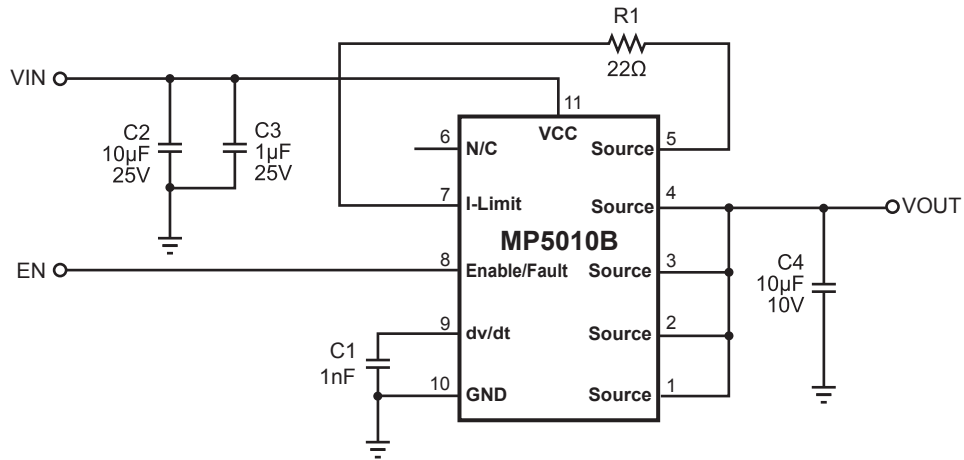 R1
22Ω
VIN
C2
10µF
25V
C3
1µF
25V
11
VCC
6
N/C
Source
5
7
I-Limit
Source
4
VOUT
MP5010B
EN
8
Enable/Fault
Source
3
C4
10µF
10V
9
dv/dt
Source
2
C1
1nF
10
GND
Source
1